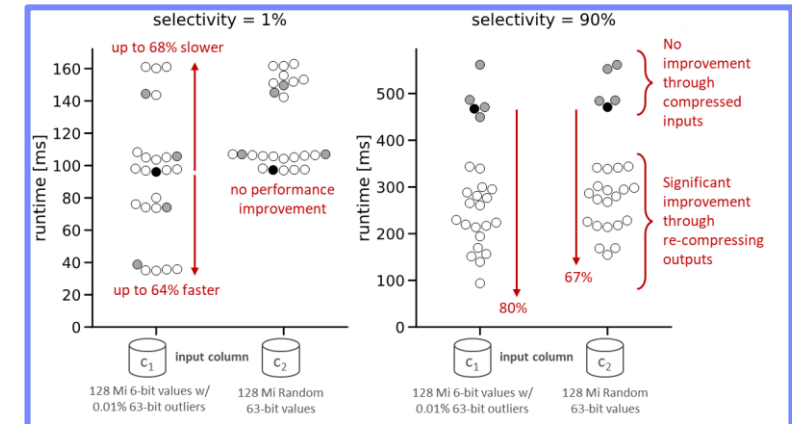 selectivity = 1%
up to 68% slower
runtime [ms]
160
140
120
100
80
60
40
20
0
no performance
improvement
up to 64% faster
C1
input column
C2
128 Mi 6-bit values w/
0.01% 63-bit outliers
128 Mi Random
63-bit values
selectivity = 90%
runtime [ms]
500
400
300
200
100
0
No
improvement
through
compressed
inputs
Significant
improvement
through
re-compressing
outputs
67%
80%
C1
input column
C2
128 Mi 6-bit values w/
0.01% 63-bit outliers
128 Mi Random
63-bit values